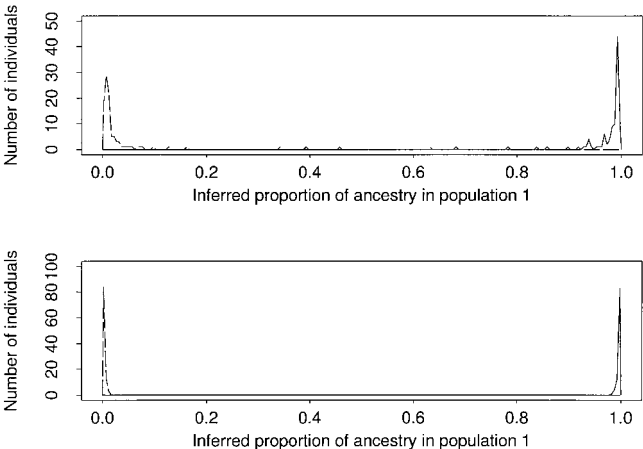 Number of individuals
50
40
30
20
10
0
0.0 0.2 0.4 0.6 0.8 1.0
Inferred proportion of ancestry in population 1
Number of individuals
100
80
60
40
20
0
0.0 0.2 0.4 0.6 0.8 1.0
Inferred proportion of ancestry in population 1